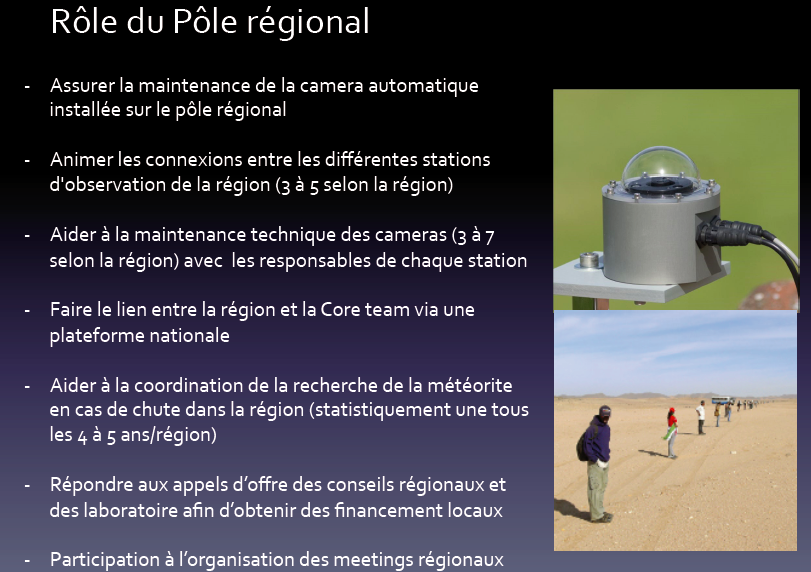 Rôle du Pôle régional
- Assurer la maintenance de la camera automatique
installée sur le pôle régional
- Animer les connexions entre les différentes stations
d'observation de la région (3 à 5 selon la région)
- Aider à la maintenance technique des cameras (3 à 7
selon la région) avec les responsables de chaque station
- Faire le lien entre la région et la Core team via une
plateforme nationale
- Aider à la coordination de la recherche de la météorite
en cas de chute dans la région (statistiquement une tous
les 4 à 5 ans/région)
- Répondre aux appels d’offre des conseils régionaux et
des laboratoire afin d’obtenir des financement locaux
- Participation à l’organisation des meetings régionaux